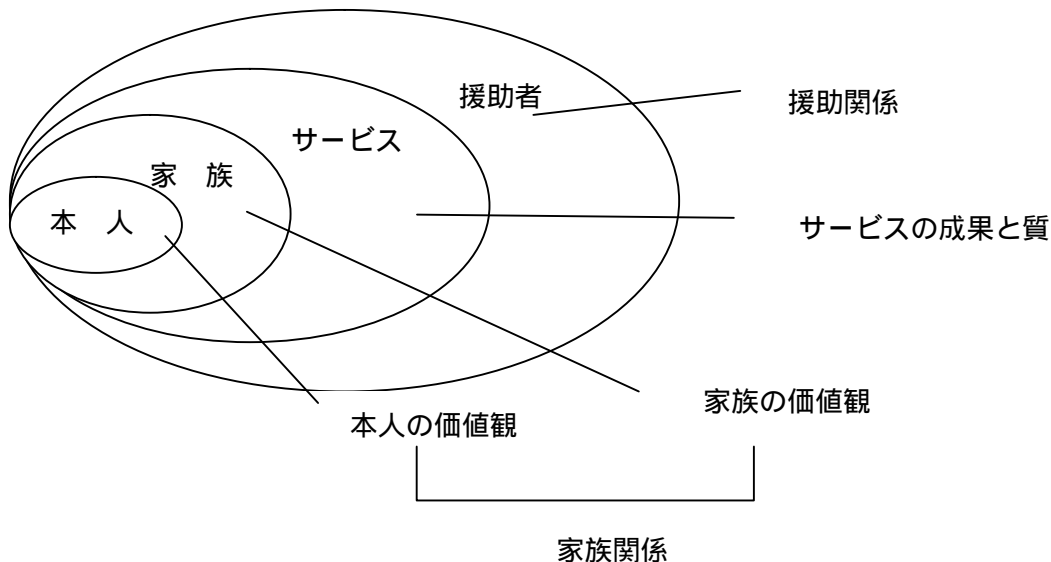 援助者
援助関係
サービス
家　族
本　人
サービスの成果と質
家族の価値観
本人の価値観
家族関係